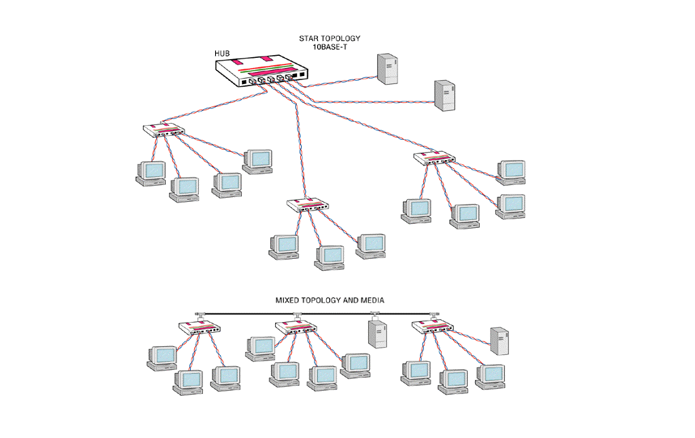 STAR TOPOLOGY
10BASE-T
HUB
MIXED TOPOLOGY AND MEDIA